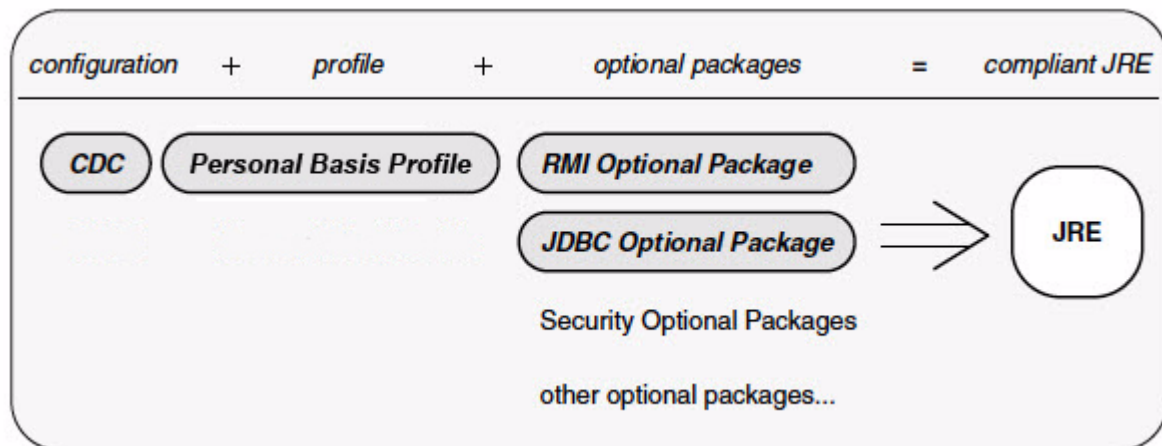 configuration + profile + optional packages = compliant JRE
CDC Personal Basis Profile RMI Optional Package
JDBC Optional Package JRE
Security Optional Packages
other optional packages...